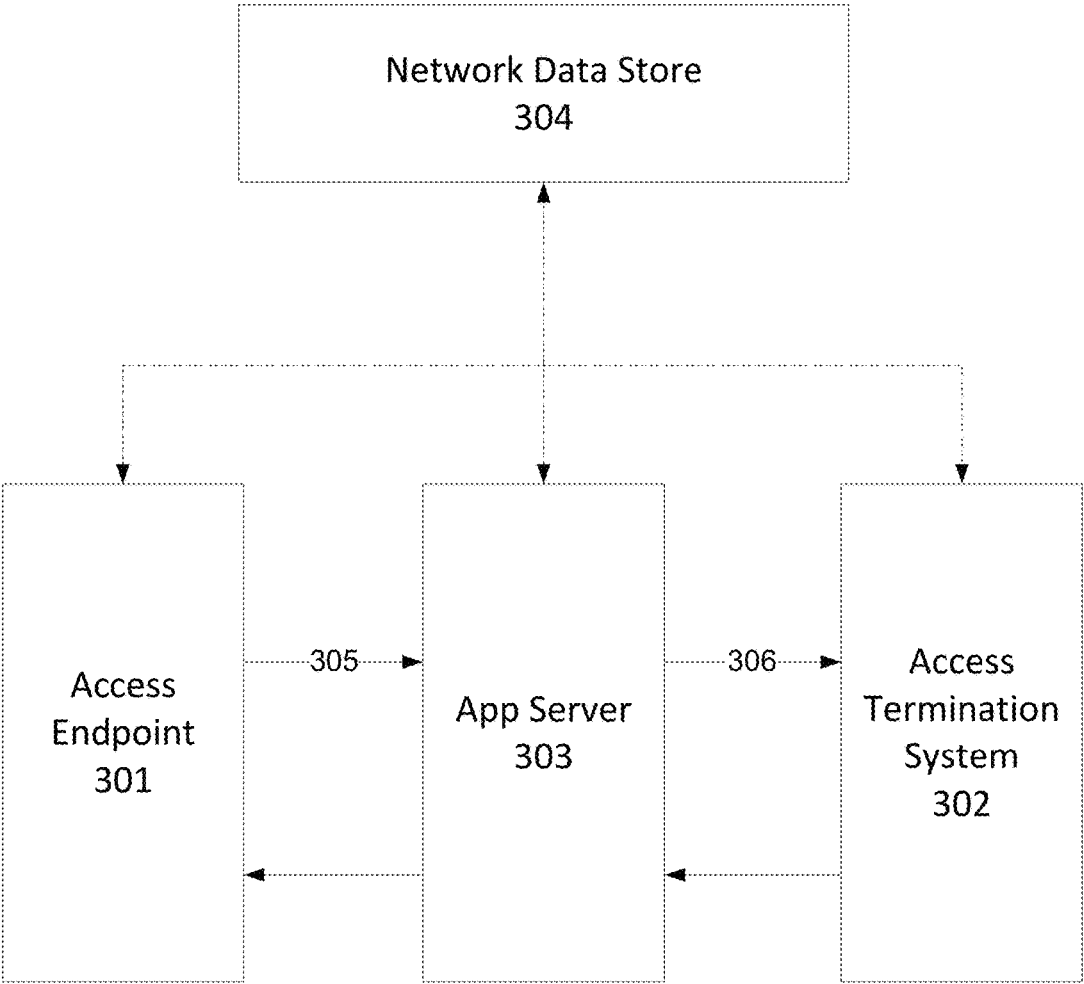 Network Data Store
304
305
306
Access
Endpoint
301
App Server
303
Access
Termination
System
302